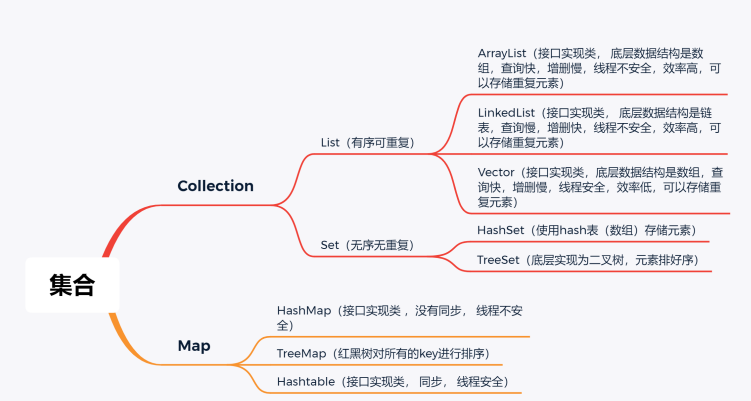 集合
Collection
List（有序可重复）
ArrayList（接口实现类， 底层数据结构是数
组，查询快，增删慢，线程不安全，效率高，可
以存储重复元素）
LinkedList（接口实现类， 底层数据结构是链
表，查询慢，增删快，线程不安全，效率高，可
以存储重复元素）
Vector（接口实现类，底层数据结构是数组，查
询快，增删慢，线程安全，效率低，可以存储重
复元素）
Set（无序无重复）
HashSet（使用hash表（数组）存储元素）
TreeSet（底层实现为二叉树，元素排好序）
Map
HashMap（接口实现类 ，没有同步， 线程不安
全）
TreeMap（红黑树对所有的key进行排序）
Hashtable（接口实现类， 同步， 线程安全）